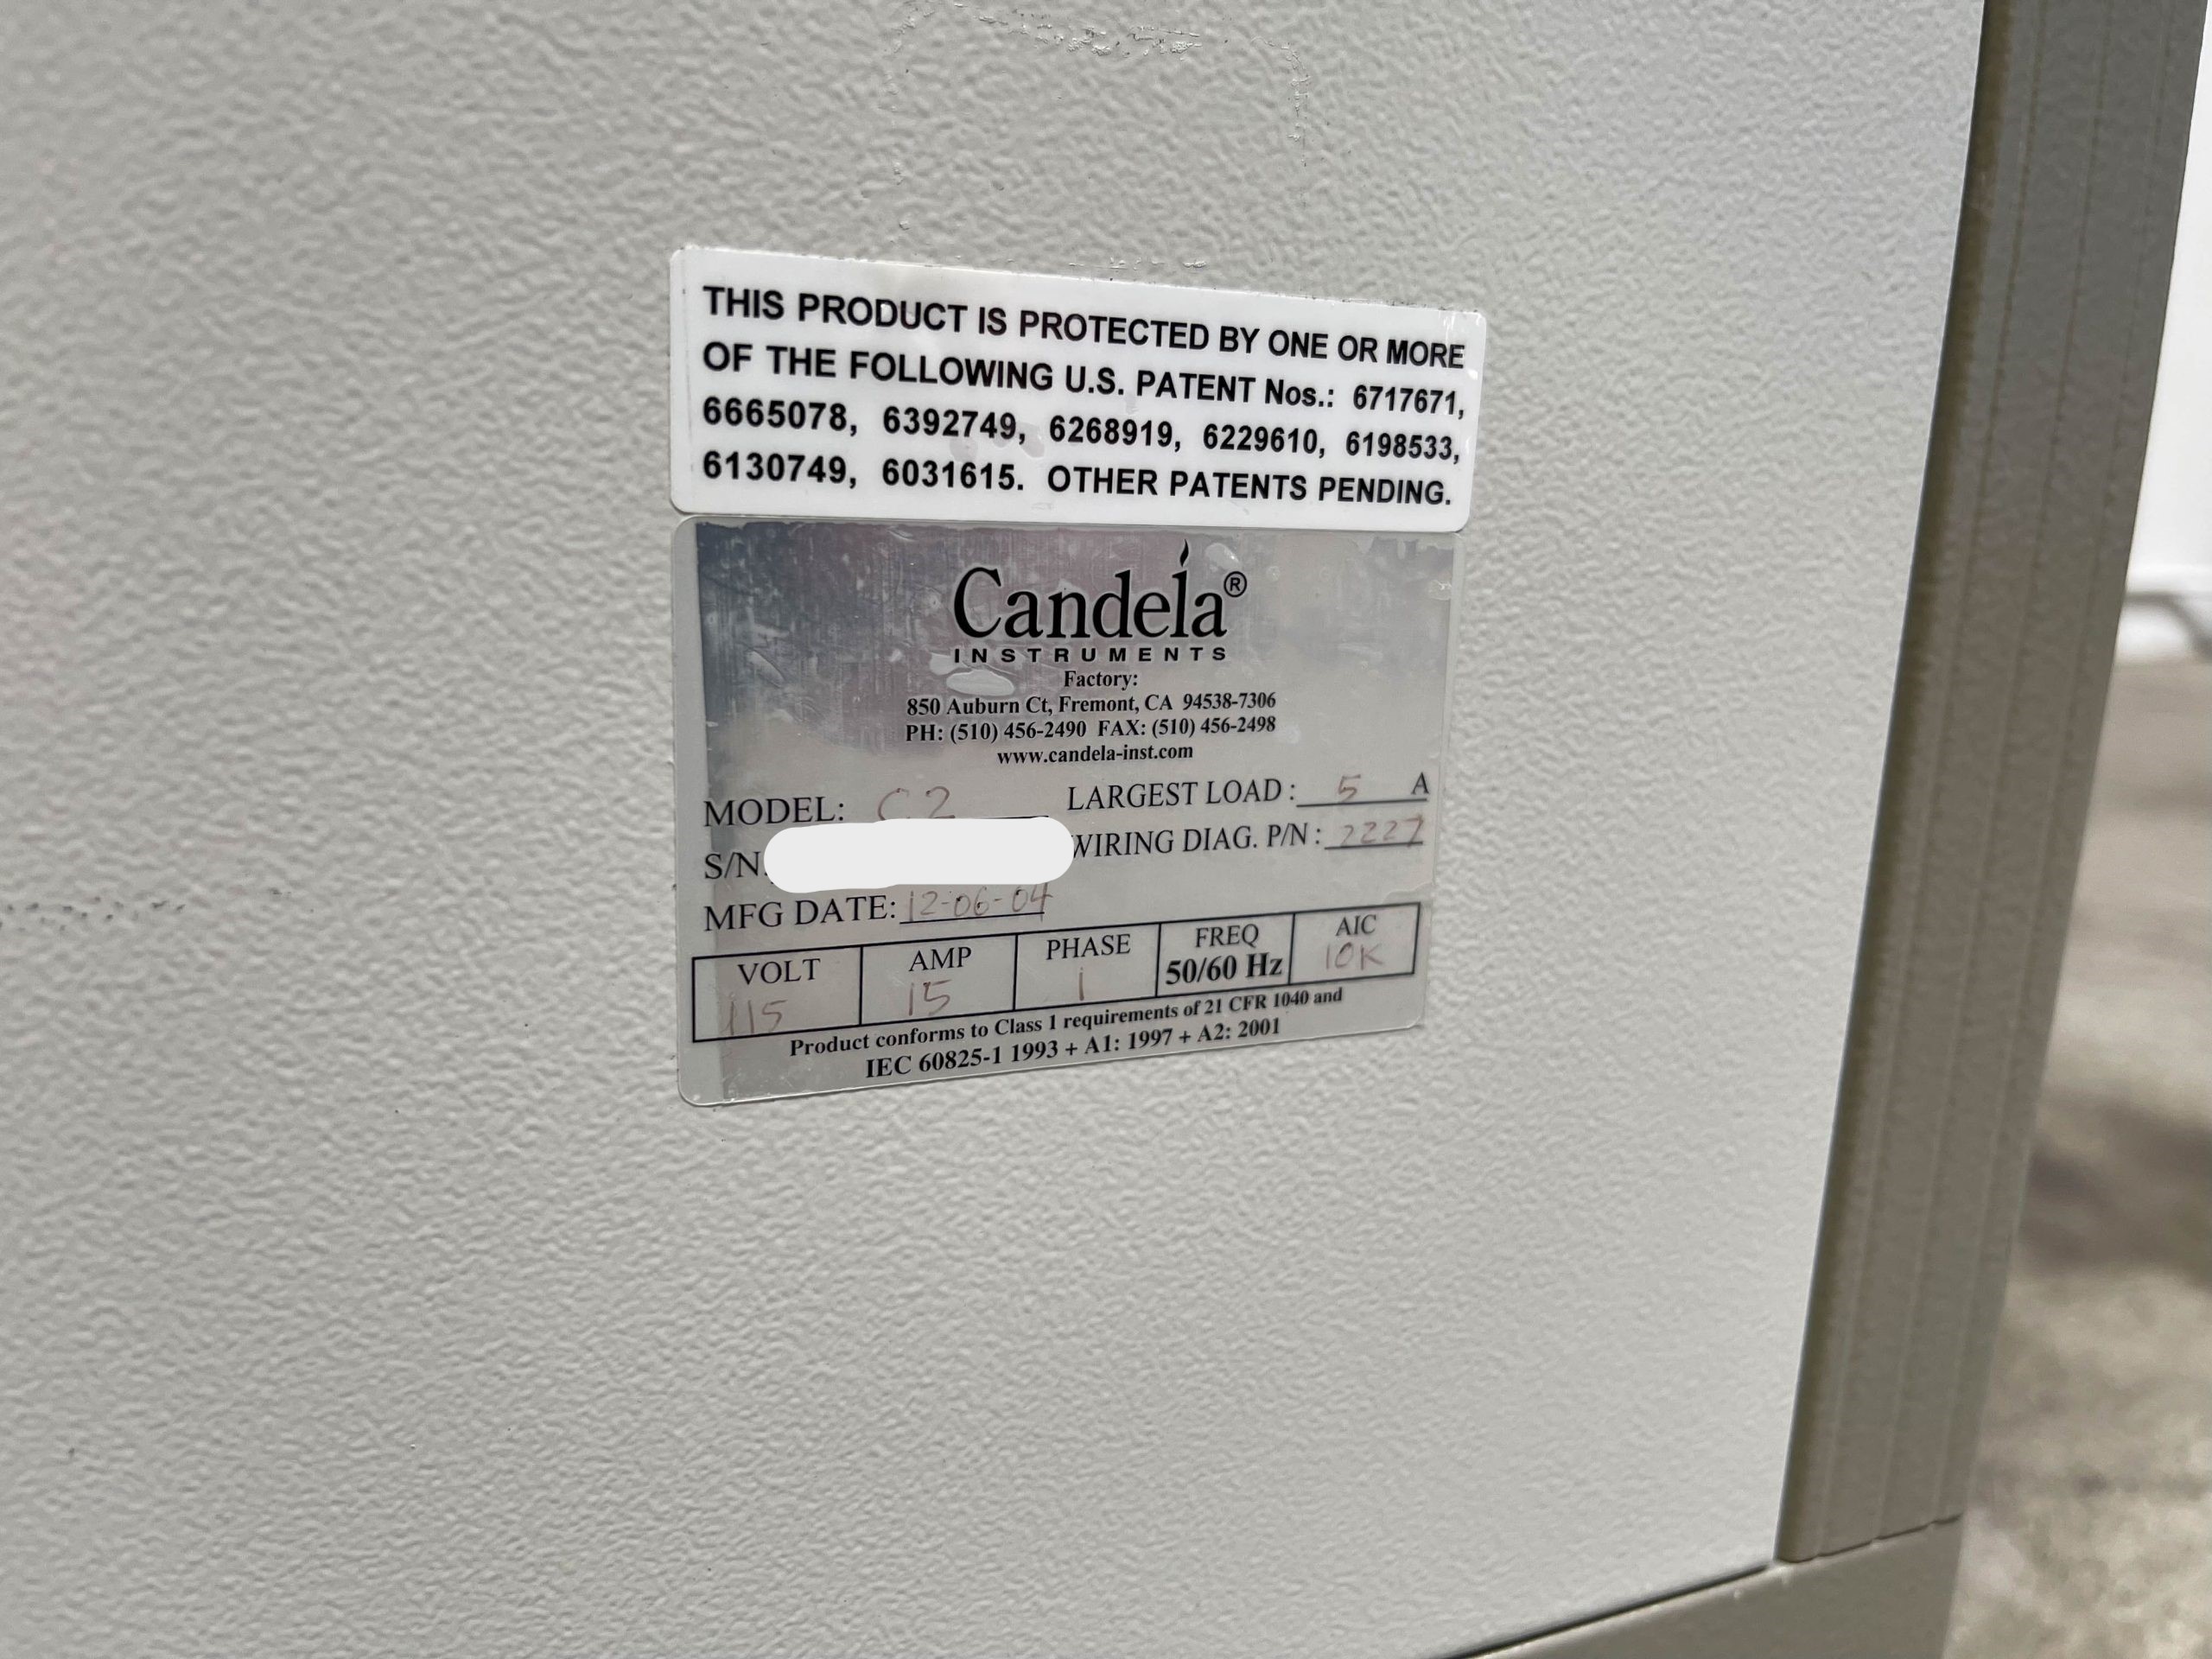 THIS PRODUCT IS PROTECTED BY ONE OR MORE
OF THE FOLLOWING U.S. PATENT Nos.: 6717671,
6665078, 6392749, 6268919, 6229610, 6198533,
6130749, 6031615. OTHER PATENTS PENDING.
Candela®
INSTRUMENTS
Factory:
850 Auburn Ct, Fremont, CA 94538-7306
PH: (510) 456-2490 FAX: (510) 456-2498
www.candela-inst.com
MODEL: C2 LARGEST LOAD: 5 A
S/N: WIRING DIAG. P/N: 2227
MFG DATE: 12-06-04
VOLT AMP PHASE FREQ AIC
115 15 1 50/60 Hz 10K
Product conforms to Class 1 requirements of 21 CFR 1040 and
IEC 60825-1 1993 + A1: 1997 + A2: 2001